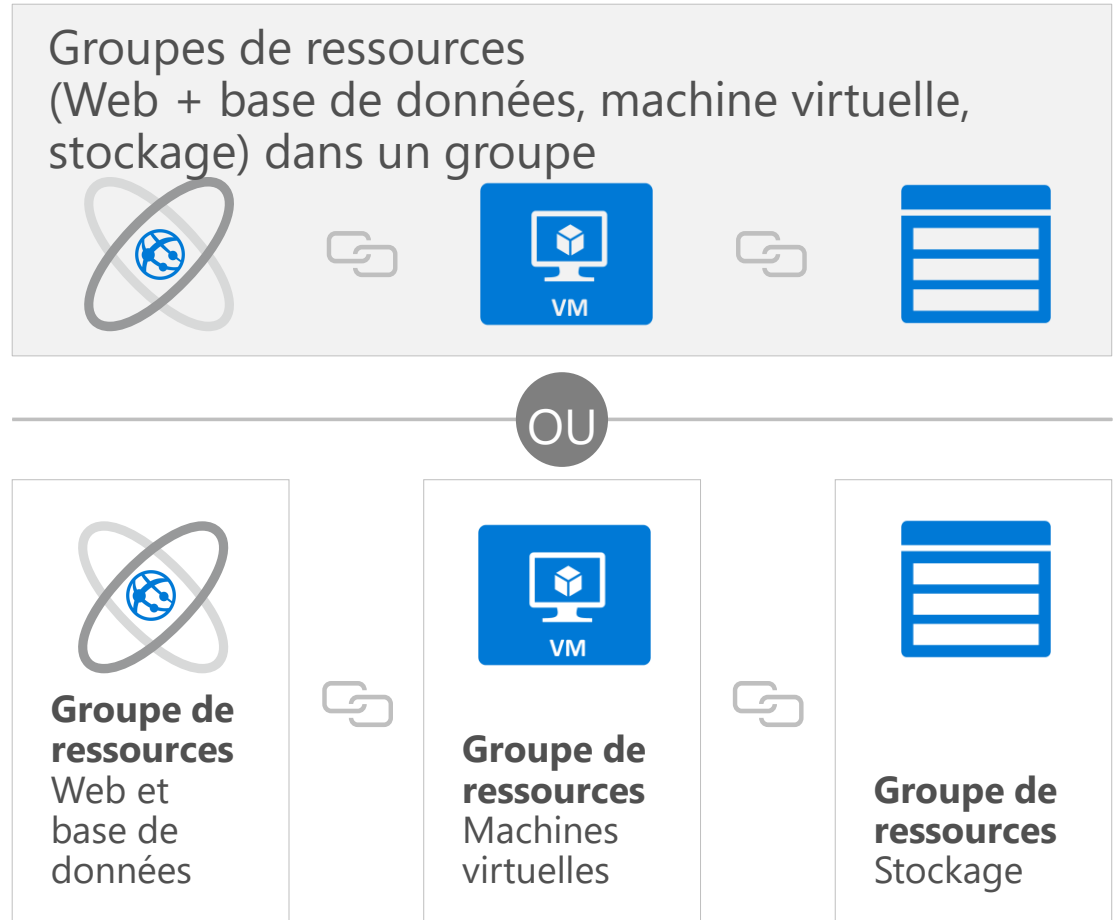 Groupes de ressources
(Web + base de données, machine virtuelle,
stockage) dans un groupe
VM
OU
VM
Groupe de
ressources
Web et
base de
données
Groupe de
ressources
Machines
virtuelles
Groupe de
ressources
Stockage